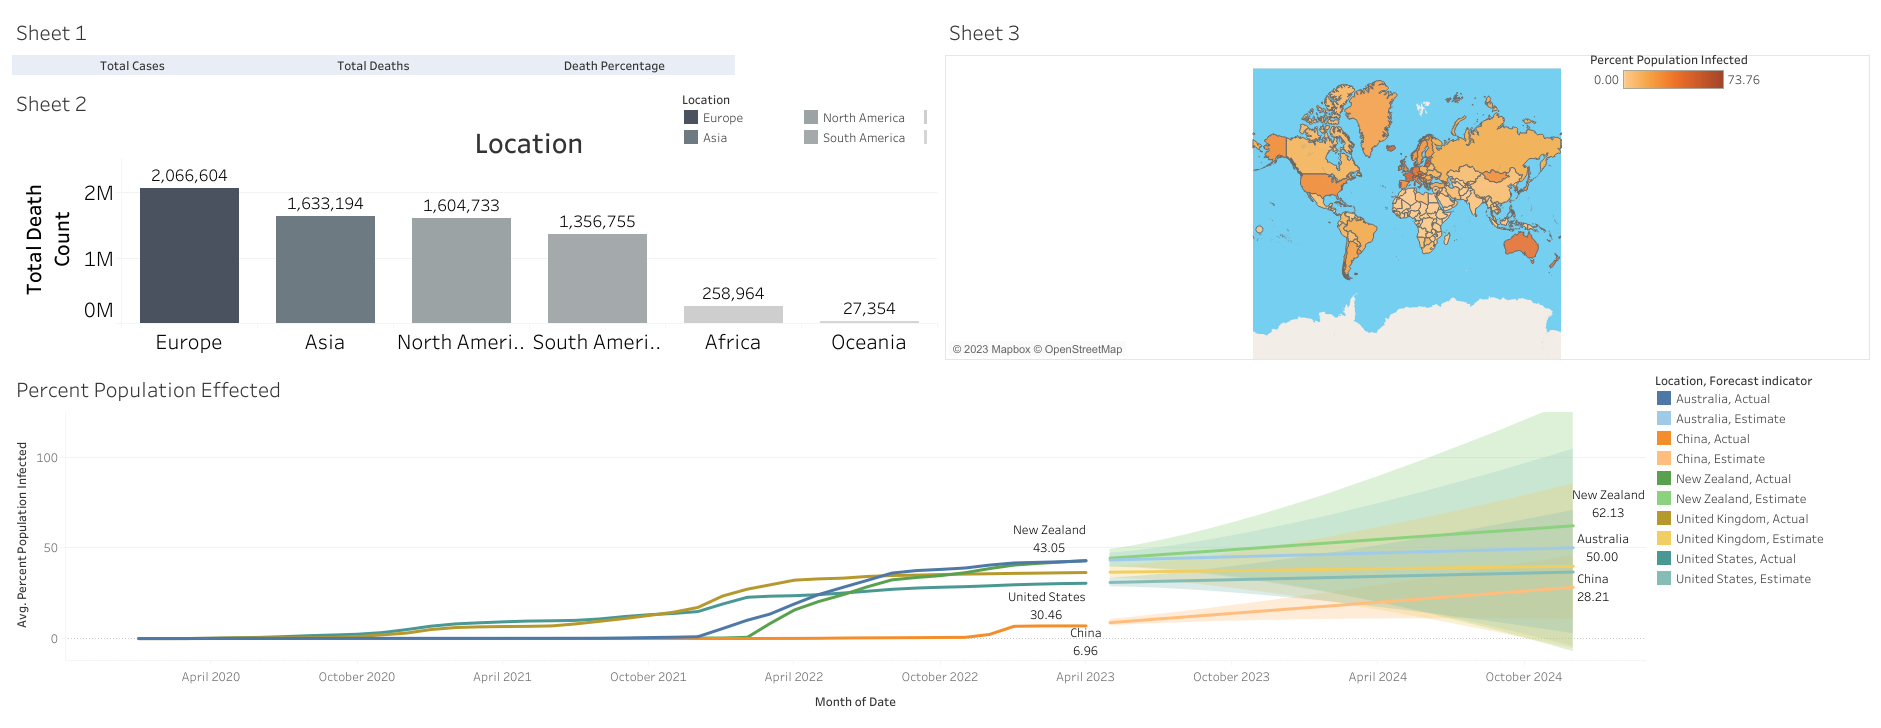 Sheet 1
Total Cases
Total Deaths
Death Percentage
Sheet 2
Location
Europe
North America
Asia
South America
Location
Total Death
Count
2M
1M
0M
2,066,604
1,633,194
1,604,733
1,356,755
258,964
27,354
Europe
Asia
North Ameri..
South Ameri..
Africa
Oceania
Sheet 3
Percent Population Infected
0.00
73.76
© 2023 Mapbox © OpenStreetMap
Percent Population Effected
Avg. Percent Population Infected
100
50
0
New Zealand
43.05
United States
30.46
China
6.96
New Zealand
62.13
Australia
50.00
China
28.21
April 2020
October 2020
April 2021
October 2021
April 2022
October 2022
April 2023
October 2023
April 2024
October 2024
Month of Date
Location, Forecast indicator
Australia, Actual
Australia, Estimate
China, Actual
China, Estimate
New Zealand, Actual
New Zealand, Estimate
United Kingdom, Actual
United Kingdom, Estimate
United States, Actual
United States, Estimate